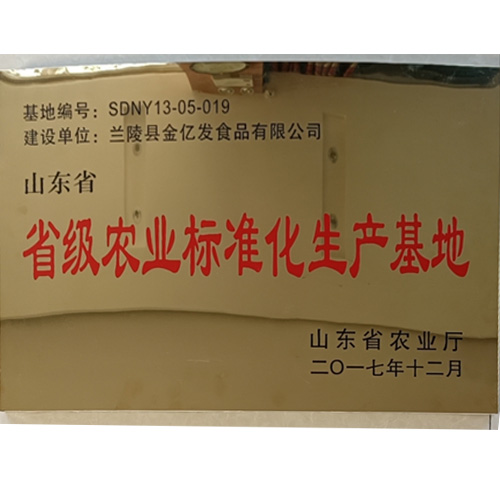 基地编号：SDNY13-05-019
建设单位：兰陵县金亿发食品有限公司
山东省
省级农业标准化生产基地
山东省农业厅
二〇一七年十二月